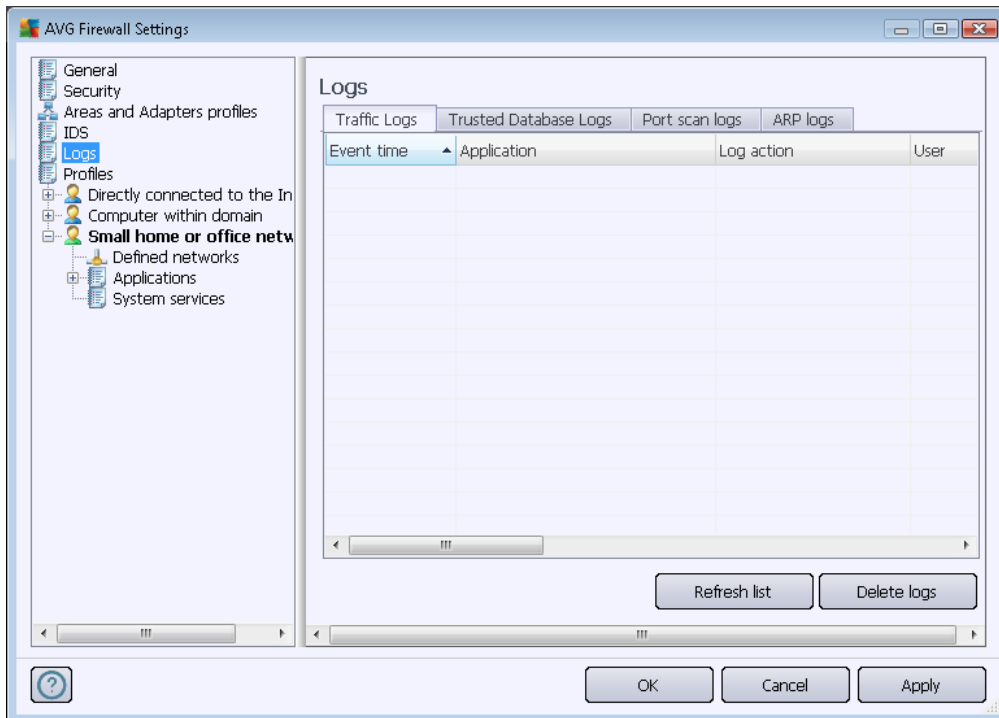 AVG Firewall Settings
General
Security
Areas and Adapters profiles
IDS
Logs
Profiles
Directly connected to the In
Computer within domain
Small home or office netw
Defined networks
Applications
System services
Logs
Traffic Logs Trusted Database Logs Port scan logs ARP logs
Event time Application Log action User
Refresh list Delete logs
? OK Cancel Apply